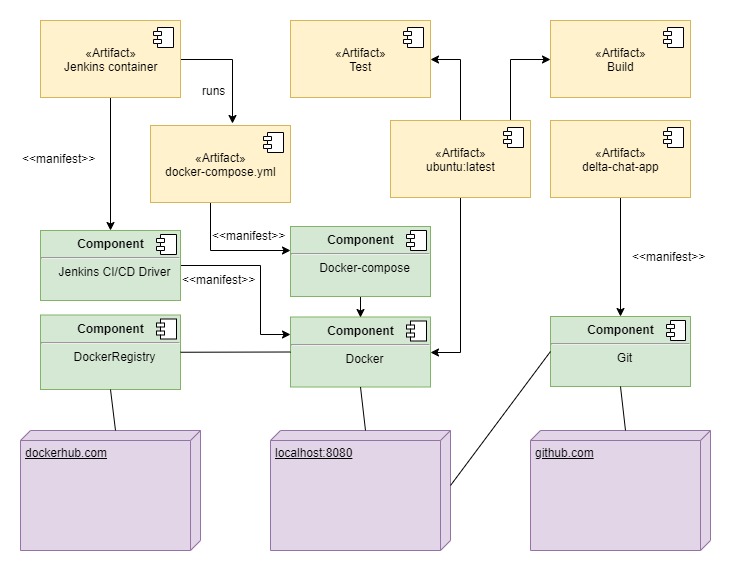 «Artifact»
Jenkins container
«Artifact»
Test
«Artifact»
Build
runs
«Artifact»
docker-compose.yml
«Artifact»
ubuntu:latest
«Artifact»
delta-chat-app
<<manifest>>
<<manifest>>
<<manifest>>
Component
Jenkins CI/CD Driver
Component
Docker-compose
<<manifest>>
Component
DockerRegistry
Component
Docker
Component
Git
dockerhub.com
localhost:8080
github.com